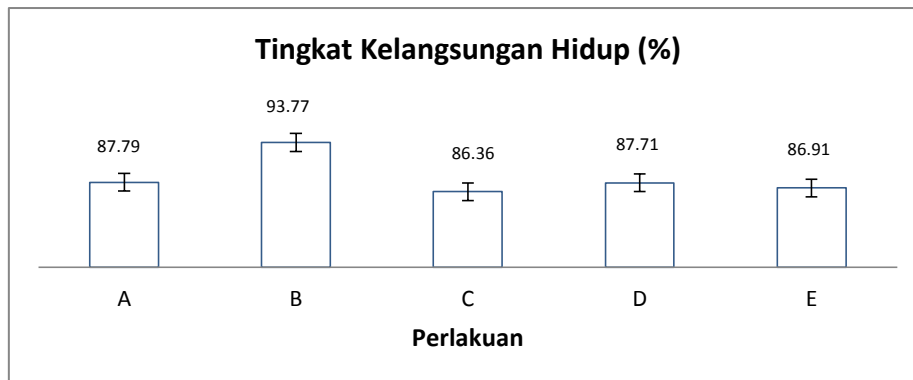 Tingkat Kelangsungan Hidup (%)
93.77
87.79
86.36
87.71
86.91
A B C D E
Perlakuan